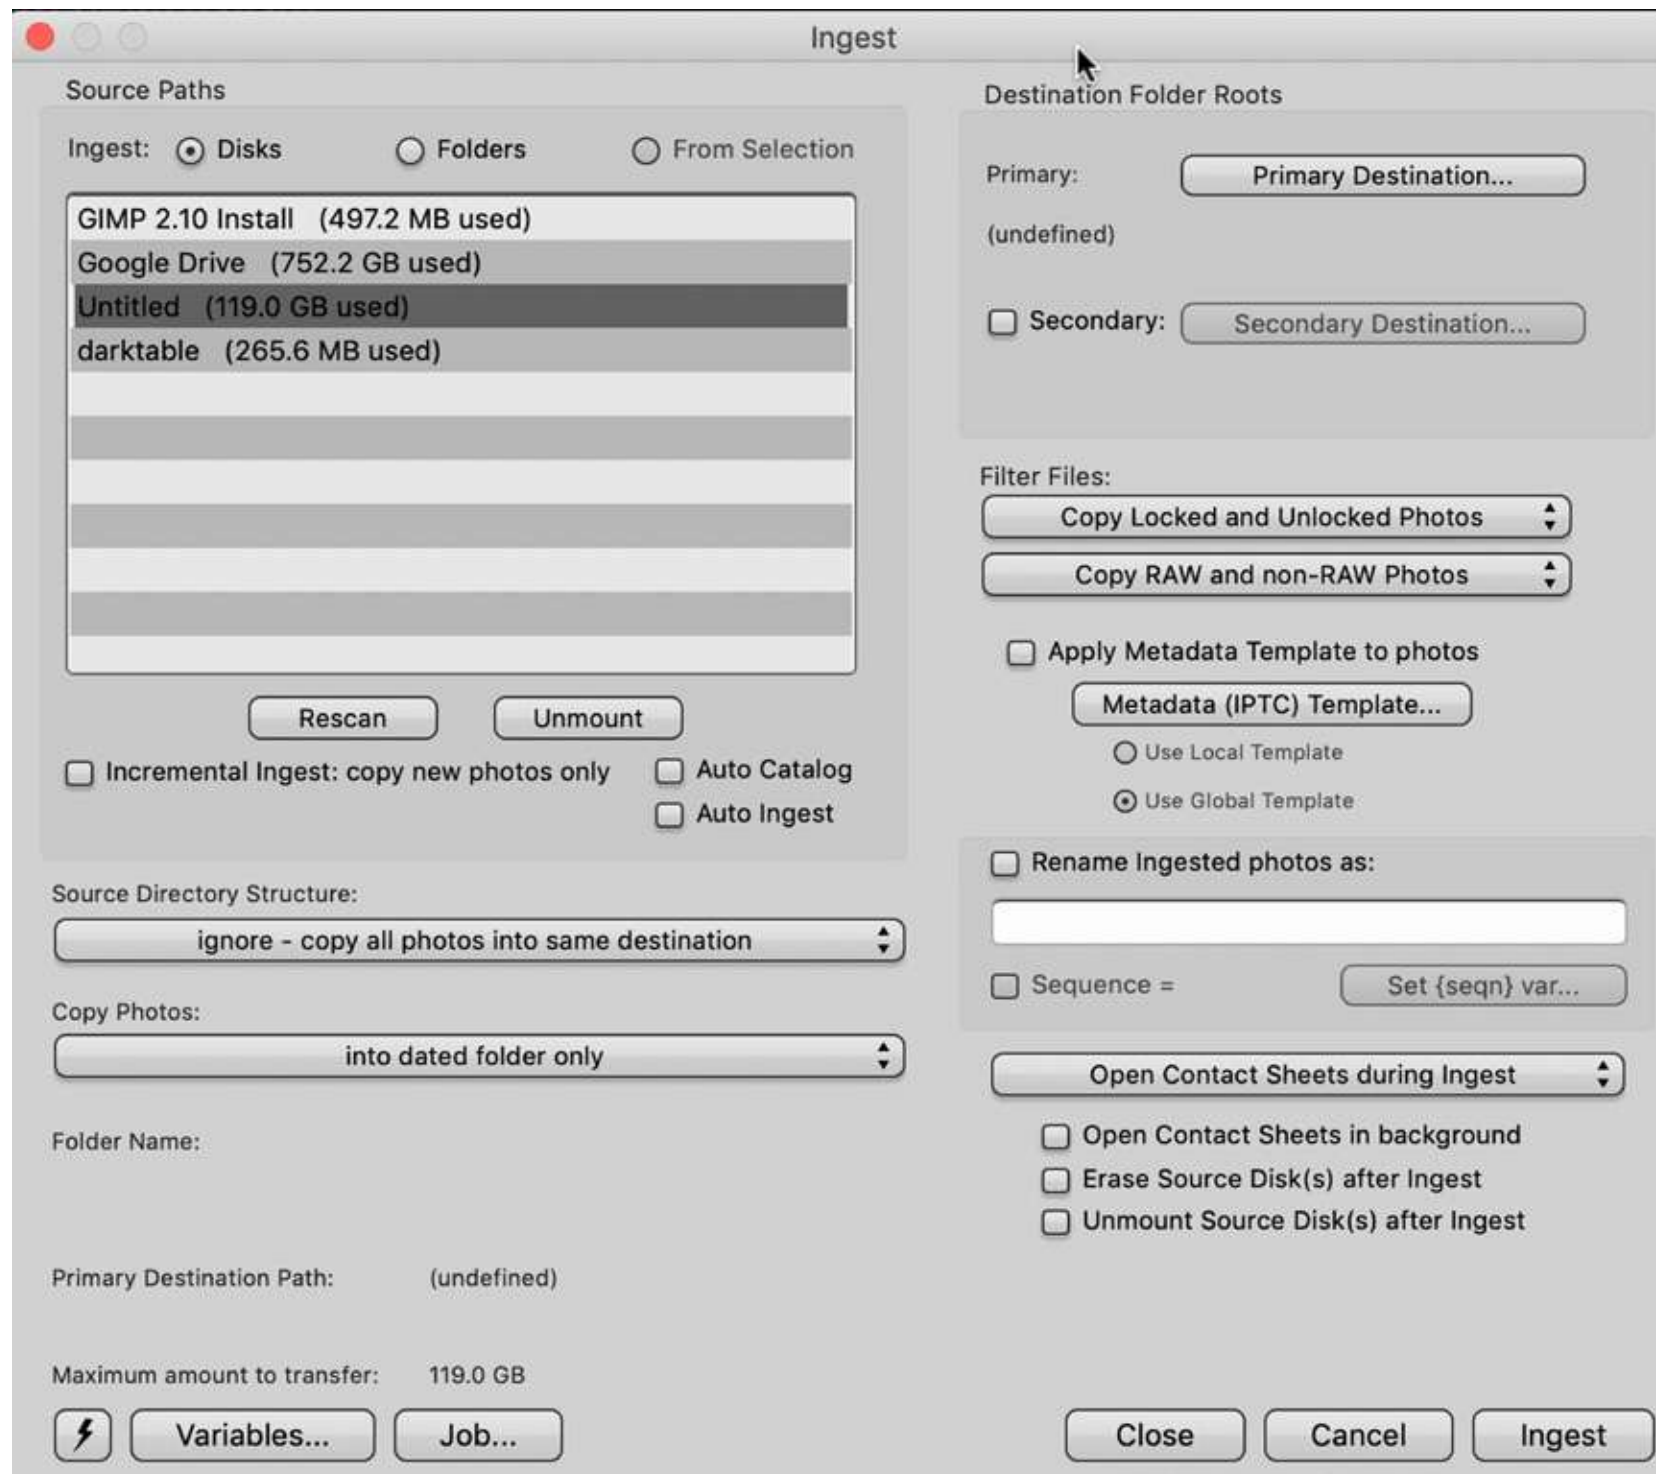 Ingest
Source Paths
Ingest: Disks Folders From Selection
GIMP 2.10 Install (497.2 MB used)
Google Drive (752.2 GB used)
Untitled (119.0 GB used)
darktable (265.6 MB used)
Rescan Unmount
Incremental Ingest: copy new photos only Auto Catalog
Auto Ingest
Source Directory Structure:
ignore - copy all photos into same destination
Copy Photos:
into dated folder only
Folder Name:
Primary Destination Path: (undefined)
Maximum amount to transfer: 119.0 GB
Variables... Job...
Destination Folder Roots
Primary: Primary Destination...
(undefined)
Secondary: Secondary Destination...
Filter Files:
Copy Locked and Unlocked Photos
Copy RAW and non-RAW Photos
Apply Metadata Template to photos
Metadata (IPTC) Template...
Use Local Template
Use Global Template
Rename Ingested photos as:
Sequence = Set {seqn} var...
Open Contact Sheets during Ingest
Open Contact Sheets in background
Erase Source Disk(s) after Ingest
Unmount Source Disk(s) after Ingest
Close Cancel Ingest